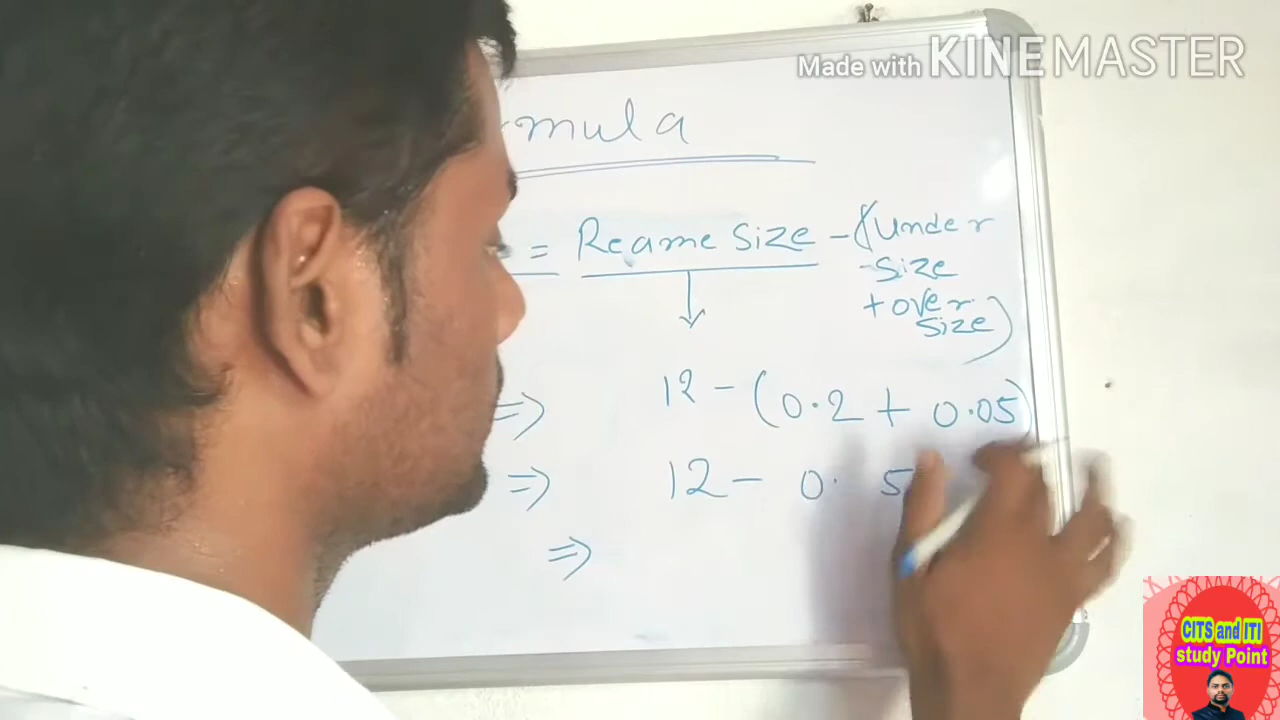 Made with KINEMASTER
rmula
= Reame Size - (Under
size
+ over
size)
⇒ 12 - (0.2 + 0.05)
⇒ 12 - 0. 5
⇒
CITS and ITI
study Point